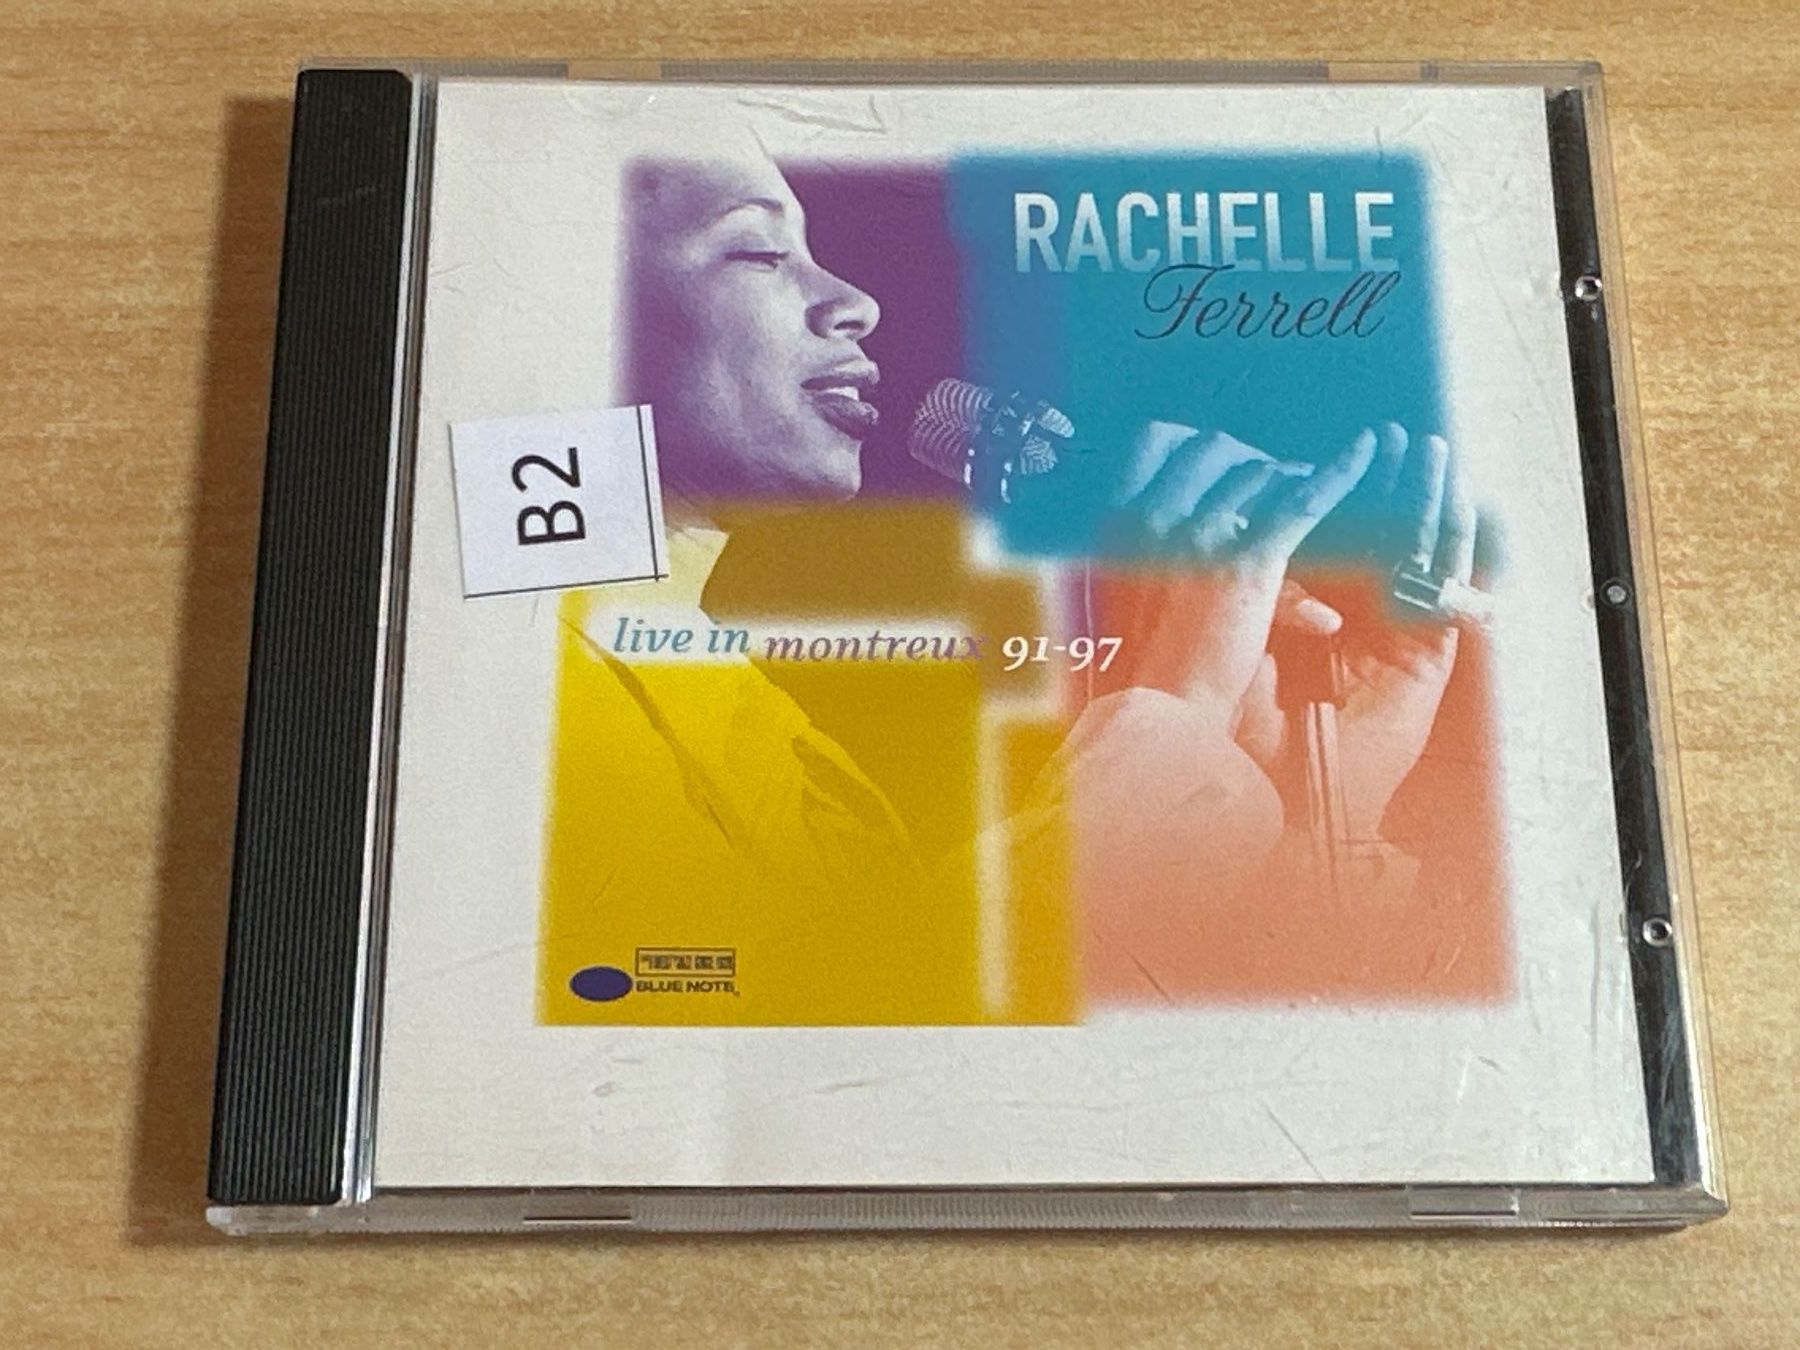 RACHELLE
Ferrell
B2
live in montreux 91-97
BLUE NOTE